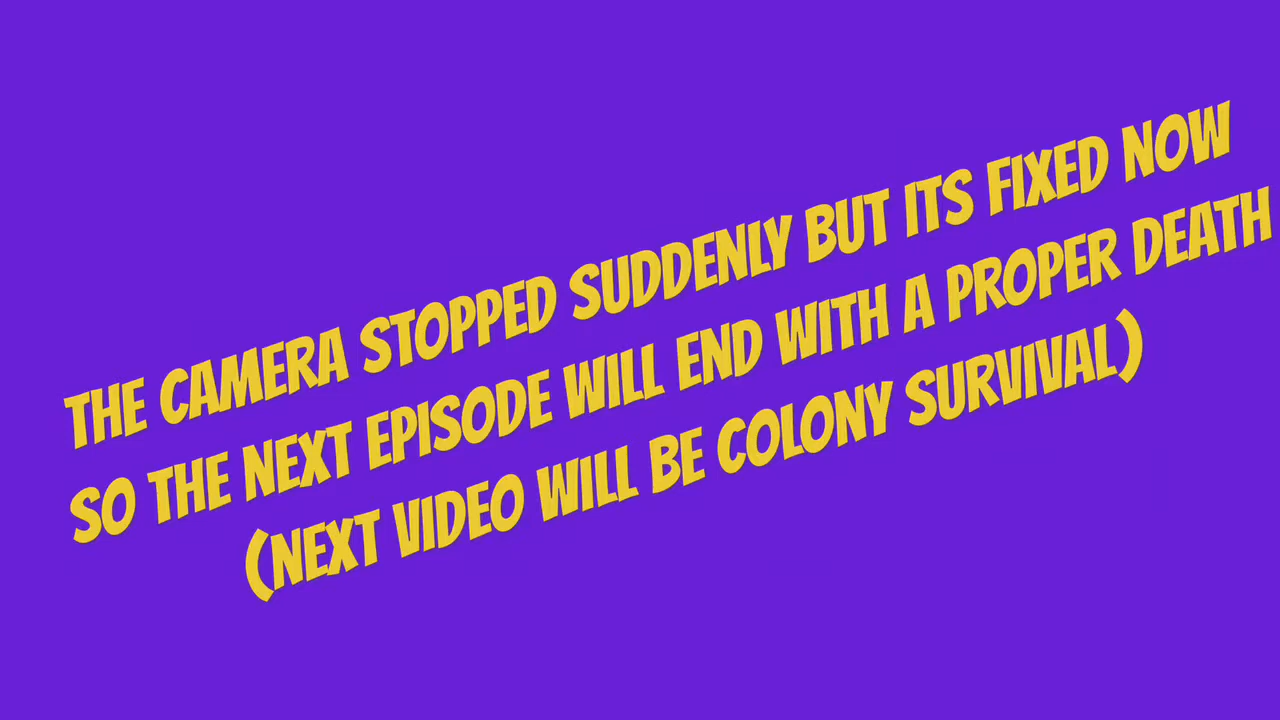 THE CAMERA STOPPED SUDDENLY BUT ITS FIXED NOW
SO THE NEXT EPISODE WILL END WITH A PROPER DEATH
(NEXT VIDEO WILL BE COLONY SURVIVAL)